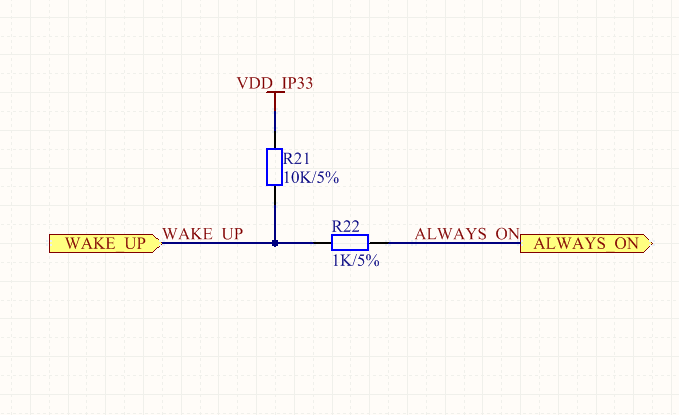 VDD_IP33
R21
10K/5%
WAKE_UP
WAKE_UP
R22
1K/5%
ALWAYS_ON
ALWAYS_ON